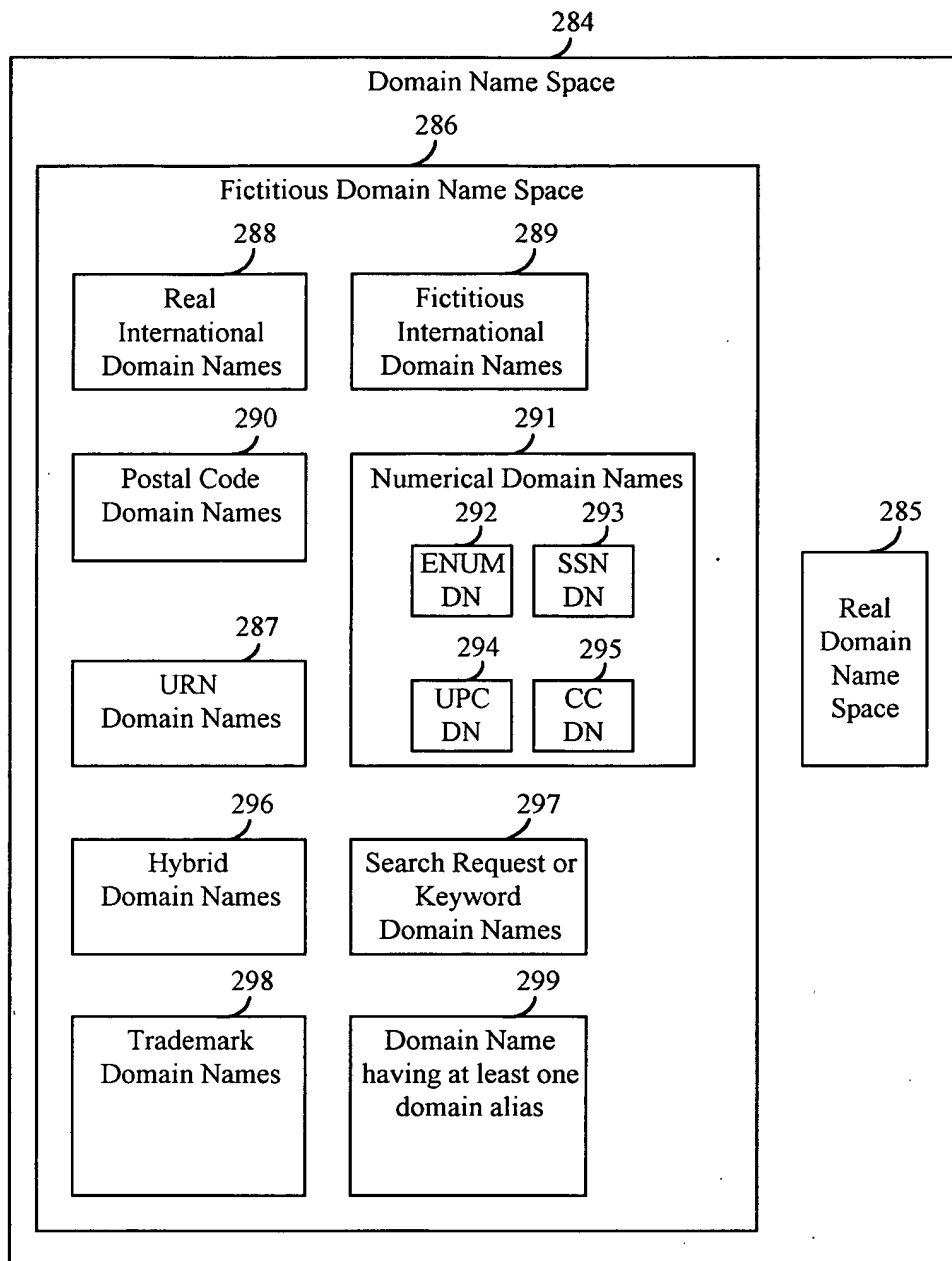 284
Domain Name Space
286
Fictitious Domain Name Space
288
Real
International
Domain Names
289
Fictitious
International
Domain Names
290
Postal Code
Domain Names
291
Numerical Domain Names
292
ENUM
DN
293
SSN
DN
294
UPC
DN
295
CC
DN
285
Real
Domain
Name
Space
287
URN
Domain Names
296
Hybrid
Domain Names
297
Search Request or
Keyword
Domain Names
298
Trademark
Domain Names
299
Domain Name
having at least one
domain alias